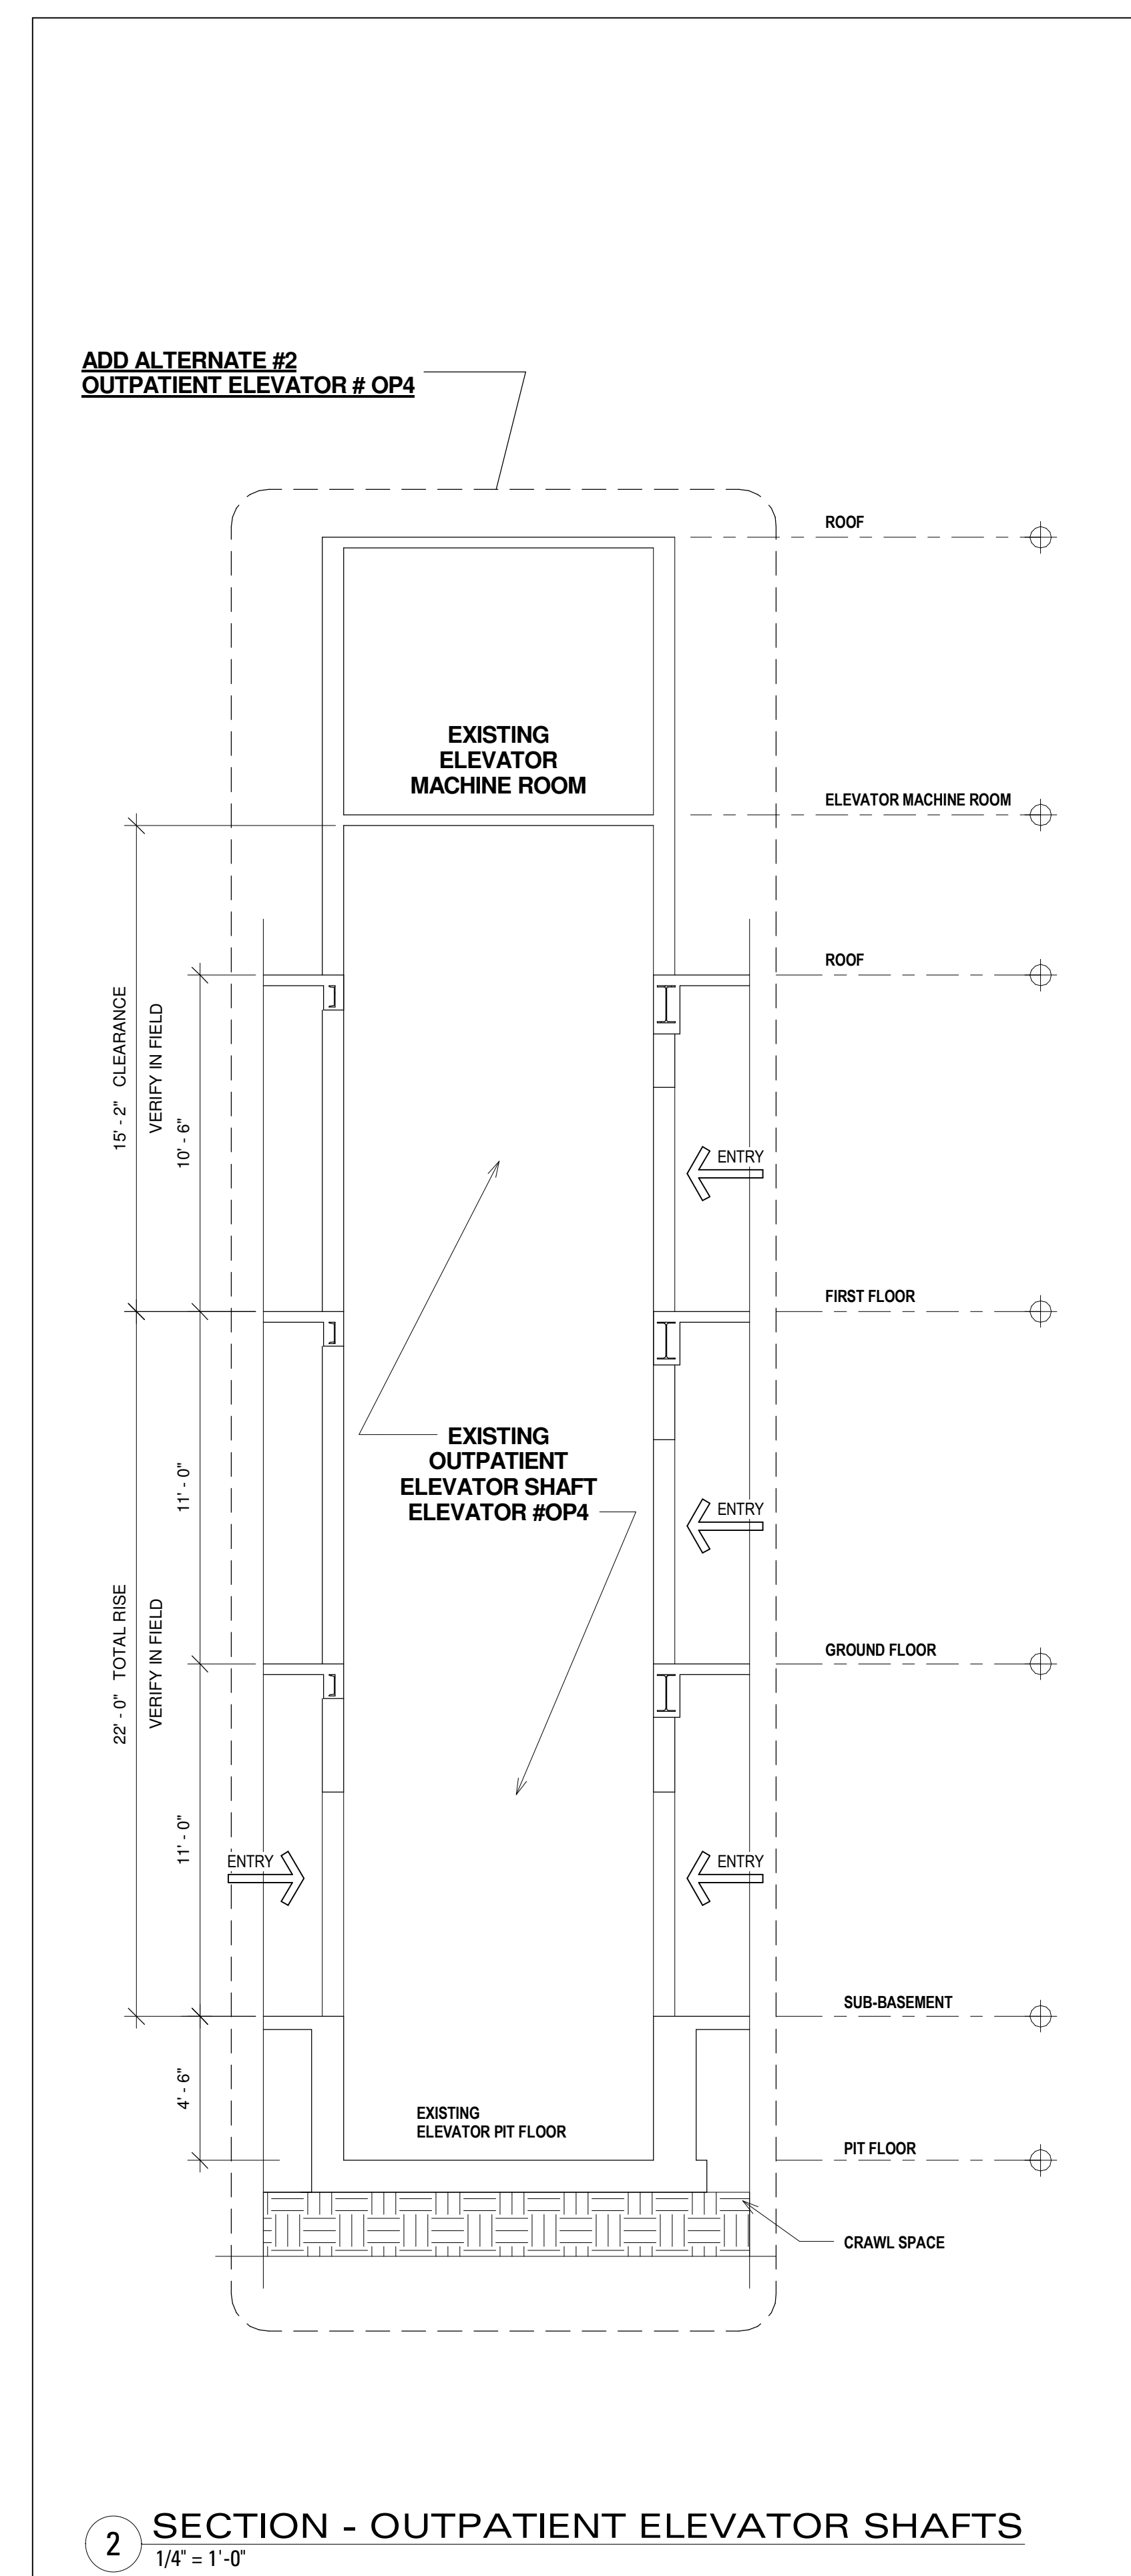 ADD ALTERNATE #2
OUTPATIENT ELEVATOR # OP4
ROOF
EXISTING
ELEVATOR
MACHINE ROOM
ELEVATOR MACHINE ROOM
ROOF
15' - 2" CLEARANCE
VERIFY IN FIELD
10' - 6"
ENTRY
FIRST FLOOR
EXISTING
OUTPATIENT
ELEVATOR SHAFT
ELEVATOR #OP4
11' - 0"
ENTRY
22' - 0" TOTAL RISE
VERIFY IN FIELD
GROUND FLOOR
11' - 0"
ENTRY
ENTRY
SUB-BASEMENT
4' - 6"
EXISTING
ELEVATOR PIT FLOOR
PIT FLOOR
CRAWL SPACE
2
SECTION - OUTPATIENT ELEVATOR SHAFTS
1/4" = 1'-0"